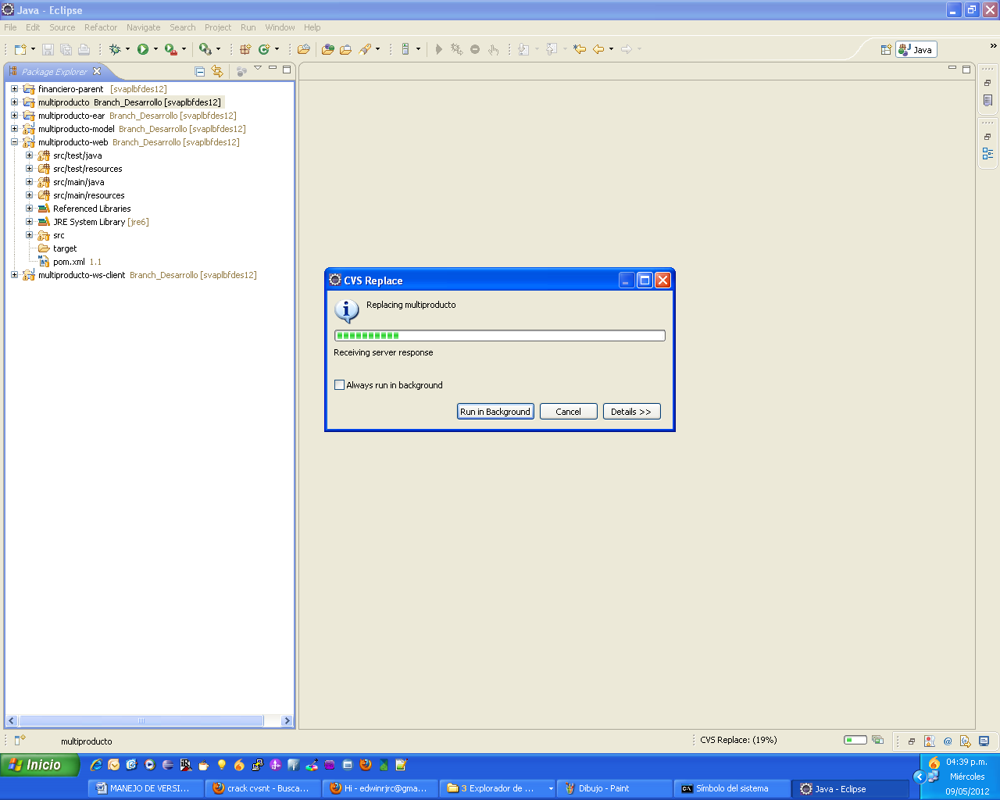 Java - Eclipse
File Edit Source Refactor Navigate Search Project Run Window Help
Java
Package Explorer
financiero-parent [svaplbfdes12]
multiproducto Branch_Desarrollo [svaplbfdes12]
multiproducto-ear Branch_Desarrollo [svaplbfdes12]
multiproducto-model Branch_Desarrollo [svaplbfdes12]
multiproducto-web Branch_Desarrollo [svaplbfdes12]
src/test/java
src/test/resources
src/main/java
src/main/resources
Referenced Libraries
JRE System Library [jre6]
src
target
pom.xml 1.1
multiproducto-ws-client Branch_Desarrollo [svaplbfdes12]
CVS Replace
Replacing multiproducto
Receiving server response
Always run in background
Run in Background
Cancel
Details >>
multiproducto
CVS Replace: (19%)
Inicio
04:39 p.m.
Miércoles
09/05/2012
MANEJO DE VERSI...
crack cvsnt - Busca...
Hi - edwinrjrc@gma...
3 Explorador de ...
Dibujo - Paint
Símbolo del sistema
Java - Eclipse